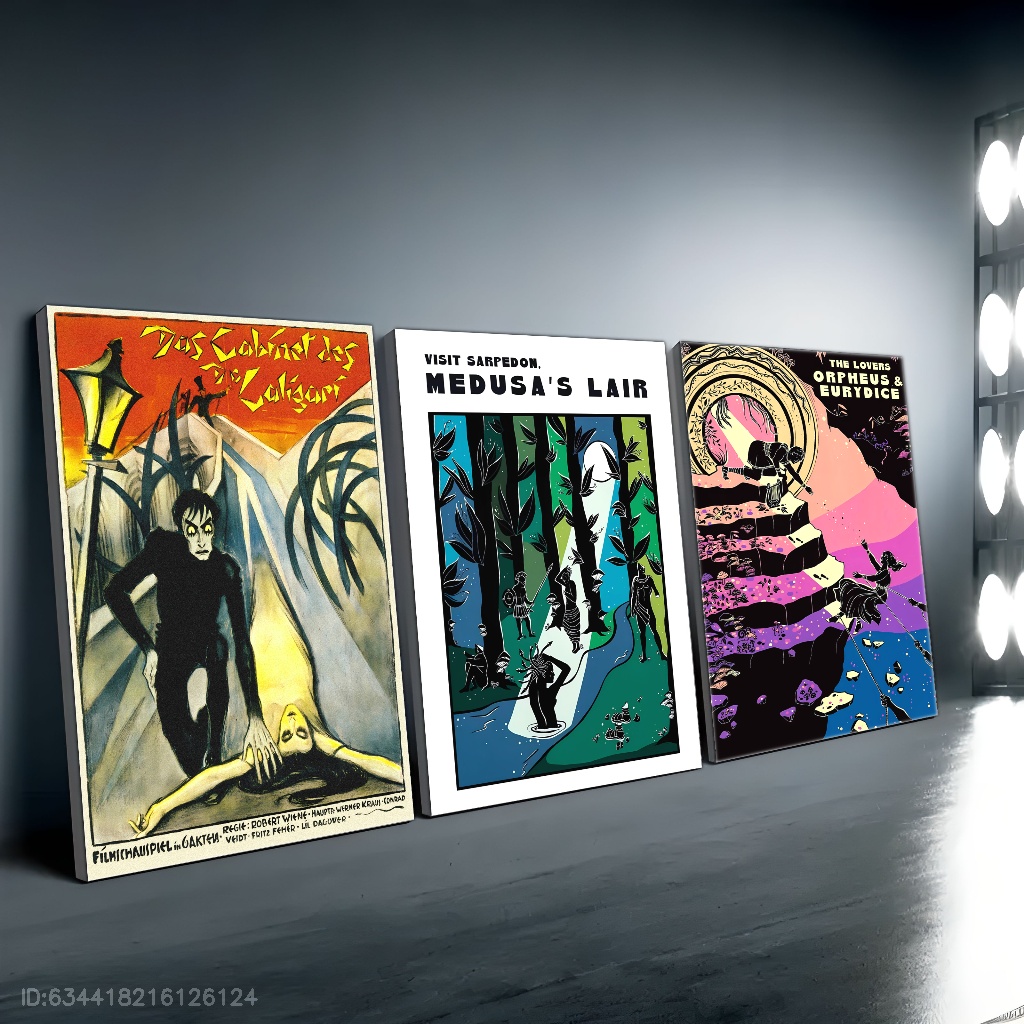 Das Cabinet des
Dr. Caligari
FILMSCHAUSPIEL in 6 AKTEN · REGIE: ROBERT WIENE · HAUPTR: WERNER KRAUS · CONRAD
VEIDT · FRITZ FEHER · LIL DAGOVER ·
VISIT SARPEDON,
MEDUSA'S LAIR
THE LOVERS
ORPHEUS &
EURYDICE
ID:634418216126124